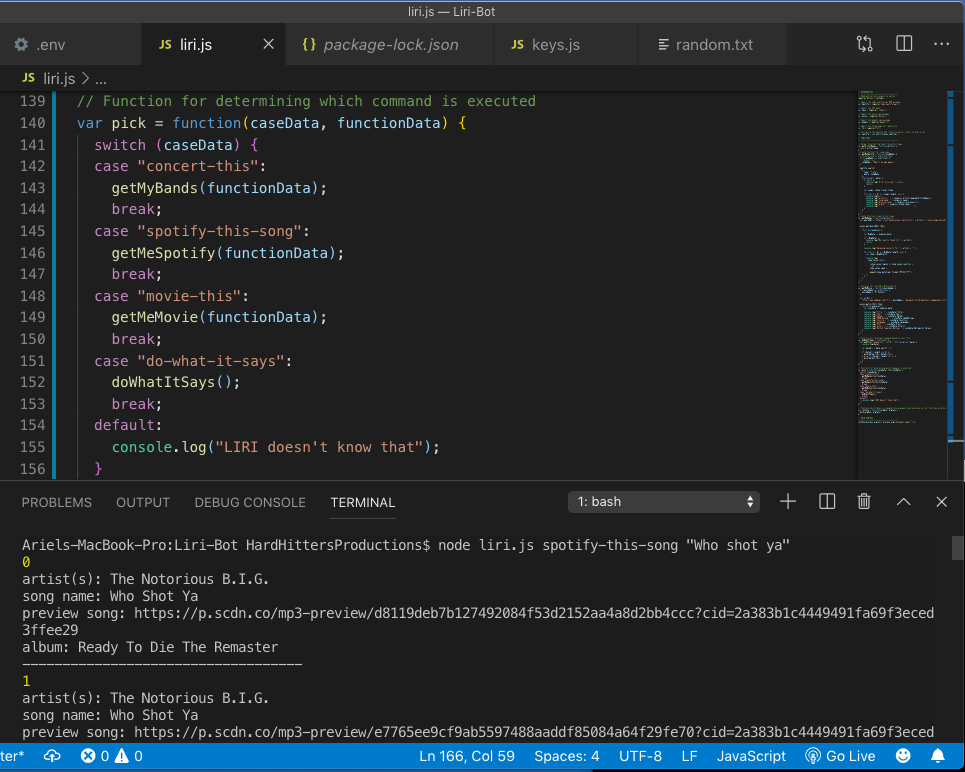 liri.js — Liri-Bot
.env
JS liri.js
{} package-lock.json
JS keys.js
random.txt
JS liri.js > ...
139 // Function for determining which command is executed
140 var pick = function(caseData, functionData) {
141 switch (caseData) {
142 case "concert-this":
143 getMyBands(functionData);
144 break;
145 case "spotify-this-song":
146 getMeSpotify(functionData);
147 break;
148 case "movie-this":
149 getMeMovie(functionData);
150 break;
151 case "do-what-it-says":
152 doWhatItSays();
153 break;
154 default:
155 console.log("LIRI doesn't know that");
156 }
PROBLEMS OUTPUT DEBUG CONSOLE TERMINAL 1: bash
Ariels-MacBook-Pro:Liri-Bot HardHittersProductions$ node liri.js spotify-this-song "Who shot ya"
0
artist(s): The Notorious B.I.G.
song name: Who Shot Ya
preview song: https://p.scdn.co/mp3-preview/d8119deb7b127492084f53d2152aa4a8d2bb4ccc?cid=2a383b1c4449491fa69f3eced
3ffee29
album: Ready To Die The Remaster
----------------------------------
1
artist(s): The Notorious B.I.G.
song name: Who Shot Ya
preview song: https://p.scdn.co/mp3-preview/e7765ee9cf9ab5597488aaddf85084a64f29fe70?cid=2a383b1c4449491fa69f3eced
ter* 0 0 Ln 166, Col 59 Spaces: 4 UTF-8 LF JavaScript Go Live